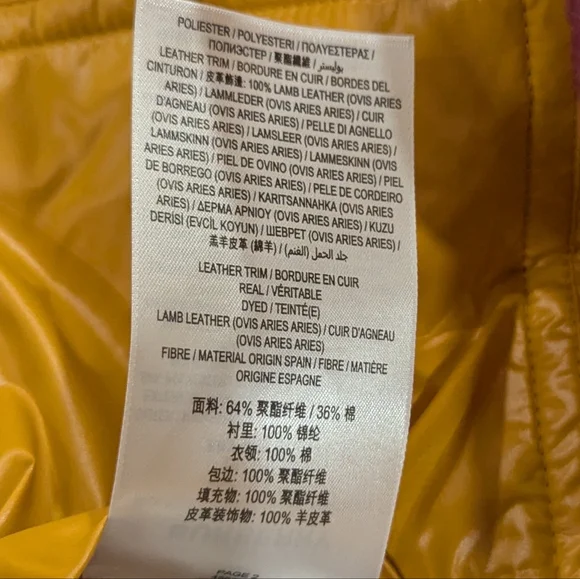 POLIESTER / POLYESTERI / ΠΟΛΥΕΣΤΕΡΑΣ /
ПОЛИЭСТЕР / 聚酯纖維 / بوليستر /
LEATHER TRIM / BORDURE EN CUIR / BORDES DEL
CINTURON / 皮革飾邊: 100% LAMB LEATHER (OVIS ARIES
ARIES) / LAMMLEDER (OVIS ARIES ARIES) / CUIR
D'AGNEAU (OVIS ARIES ARIES) / PELLE DI AGNELLO
(OVIS ARIES ARIES) / LAMSLEER (OVIS ARIES ARIES) /
LAMMSKINN (OVIS ARIES ARIES) / LAMMESKINN (OVIS
ARIES ARIES) / PIEL DE OVINO (OVIS ARIES ARIES) / PIEL
DE BORREGO (OVIS ARIES ARIES) / PELE DE CORDEIRO
(OVIS ARIES ARIES) / KARITSANNAHKA (OVIS ARIES
ARIES) / ΔΕΡΜΑ ΑΡΝΙΟΥ (OVIS ARIES ARIES) / KUZU
DERİSİ (EVCİL KOYUN) / ШЕВРЕТ (OVIS ARIES ARIES) /
羔羊皮革 (綿羊) / جلد الحمل (الغنم) /
LEATHER TRIM / BORDURE EN CUIR
REAL / VÉRITABLE
DYED / TEINTÉ(E)
LAMB LEATHER (OVIS ARIES ARIES) / CUIR D'AGNEAU
(OVIS ARIES ARIES)
FIBRE / MATERIAL ORIGIN SPAIN / FIBRE / MATIÈRE
ORIGINE ESPAGNE
面料: 64% 聚酯纤维 / 36% 棉
衬里: 100% 锦纶
衣领: 100% 棉
包边: 100% 聚酯纤维
填充物: 100% 聚酯纤维
皮革装饰物: 100% 羊皮革
PAGE 2